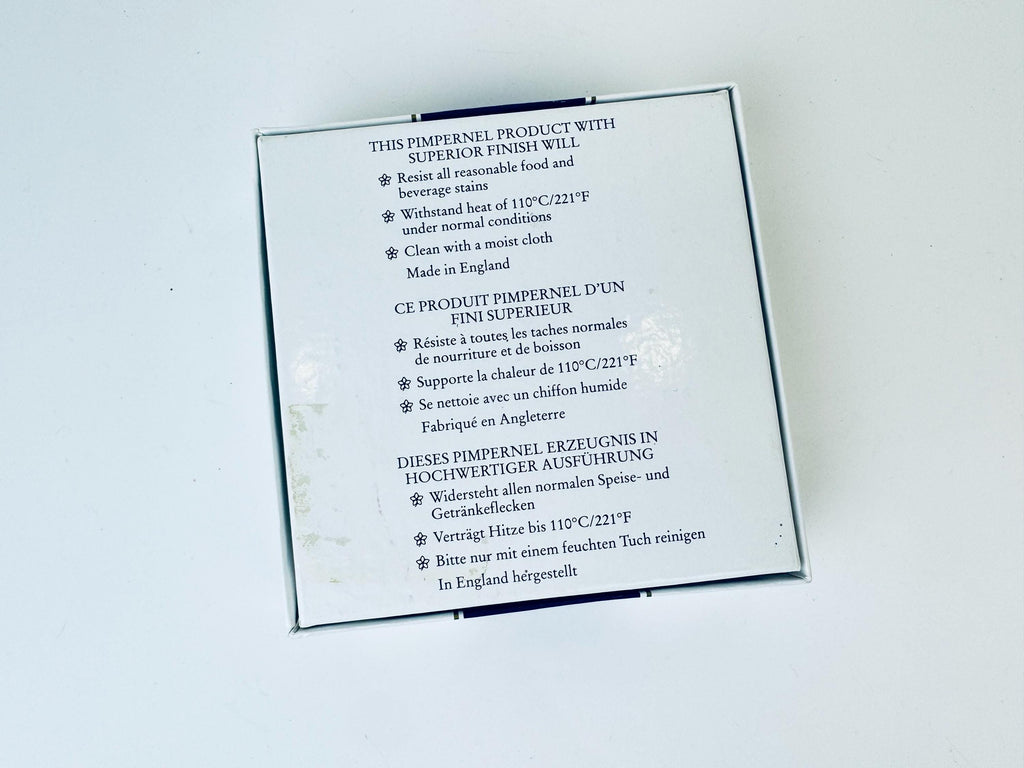 THIS PIMPERNEL PRODUCT WITH
SUPERIOR FINISH WILL
Resist all reasonable food and
beverage stains
Withstand heat of 110°C/221°F
under normal conditions
Clean with a moist cloth
Made in England
CE PRODUIT PIMPERNEL D'UN
FINI SUPERIEUR
Résiste à toutes les taches normales
de nourriture et de boisson
Supporte la chaleur de 110°C/221°F
Se nettoie avec un chiffon humide
Fabriqué en Angleterre
DIESES PIMPERNEL ERZEUGNIS IN
HOCHWERTIGER AUSFÜHRUNG
Widersteht allen normalen Speise- und
Getränkeflecken
Verträgt Hitze bis 110°C/221°F
Bitte nur mit einem feuchten Tuch reinigen
In England hergestellt